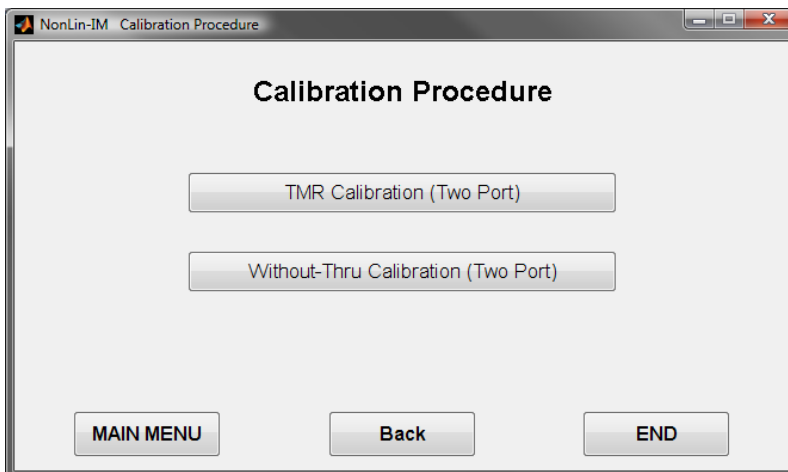 NonLin-IM Calibration Procedure
Calibration Procedure
TMR Calibration (Two Port)
Without-Thru Calibration (Two Port)
MAIN MENU Back END